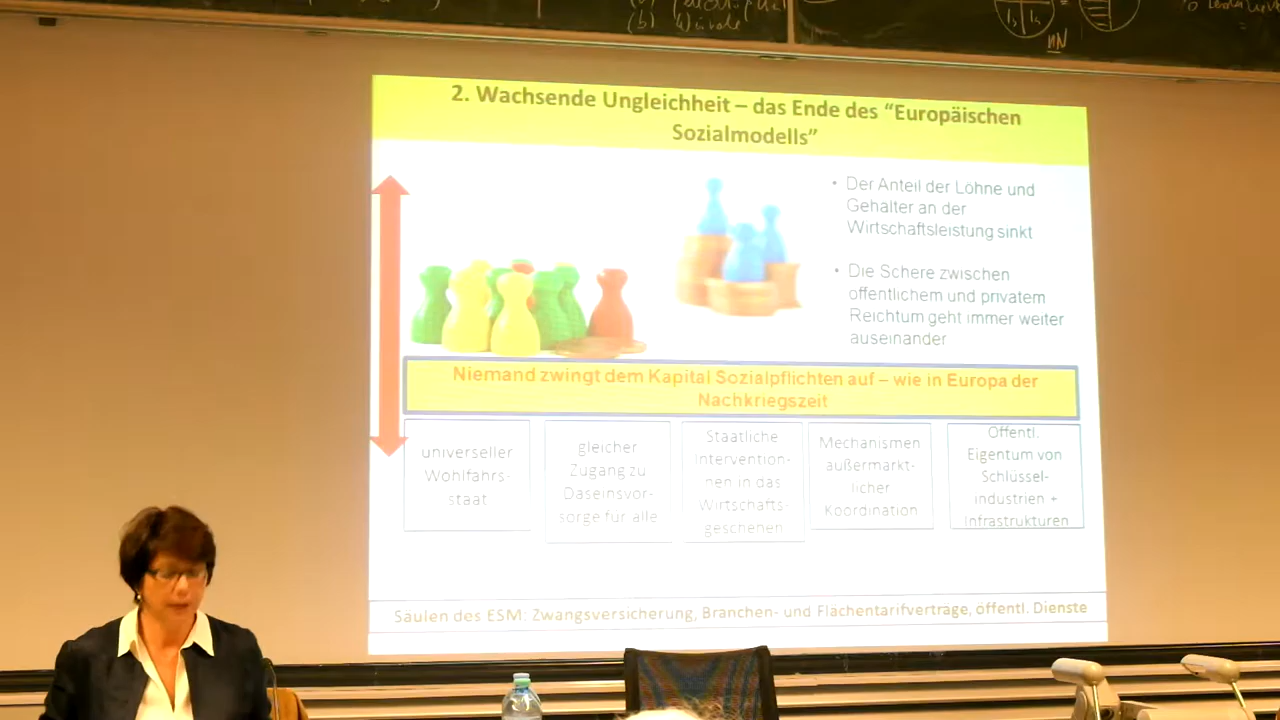 2. Wachsende Ungleichheit – das Ende des “Europäischen
Sozialmodells”
• Der Anteil der Löhne und
Gehälter an der
Wirtschaftsleistung sinkt
• Die Schere zwischen
öffentlichem und privatem
Reichtum geht immer weiter
auseinander
Niemand zwingt dem Kapital Sozialpflichten auf – wie in Europa der
Nachkriegszeit
universeller
Wohlfahrs-
staat
gleicher
Zugang zu
Daseinsvor-
sorge für alle
Staatliche
Intervention-
nen in das
Wirtschafts-
geschehen
Mechanismen
außermarkt-
licher
Koordination
Öffentl.
Eigentum von
Schlüssel-
industrien +
Infrastrukturen
Säulen des ESM: Zwangsversicherung, Branchen- und Flächentarifverträge, öffentl. Dienste
(b)